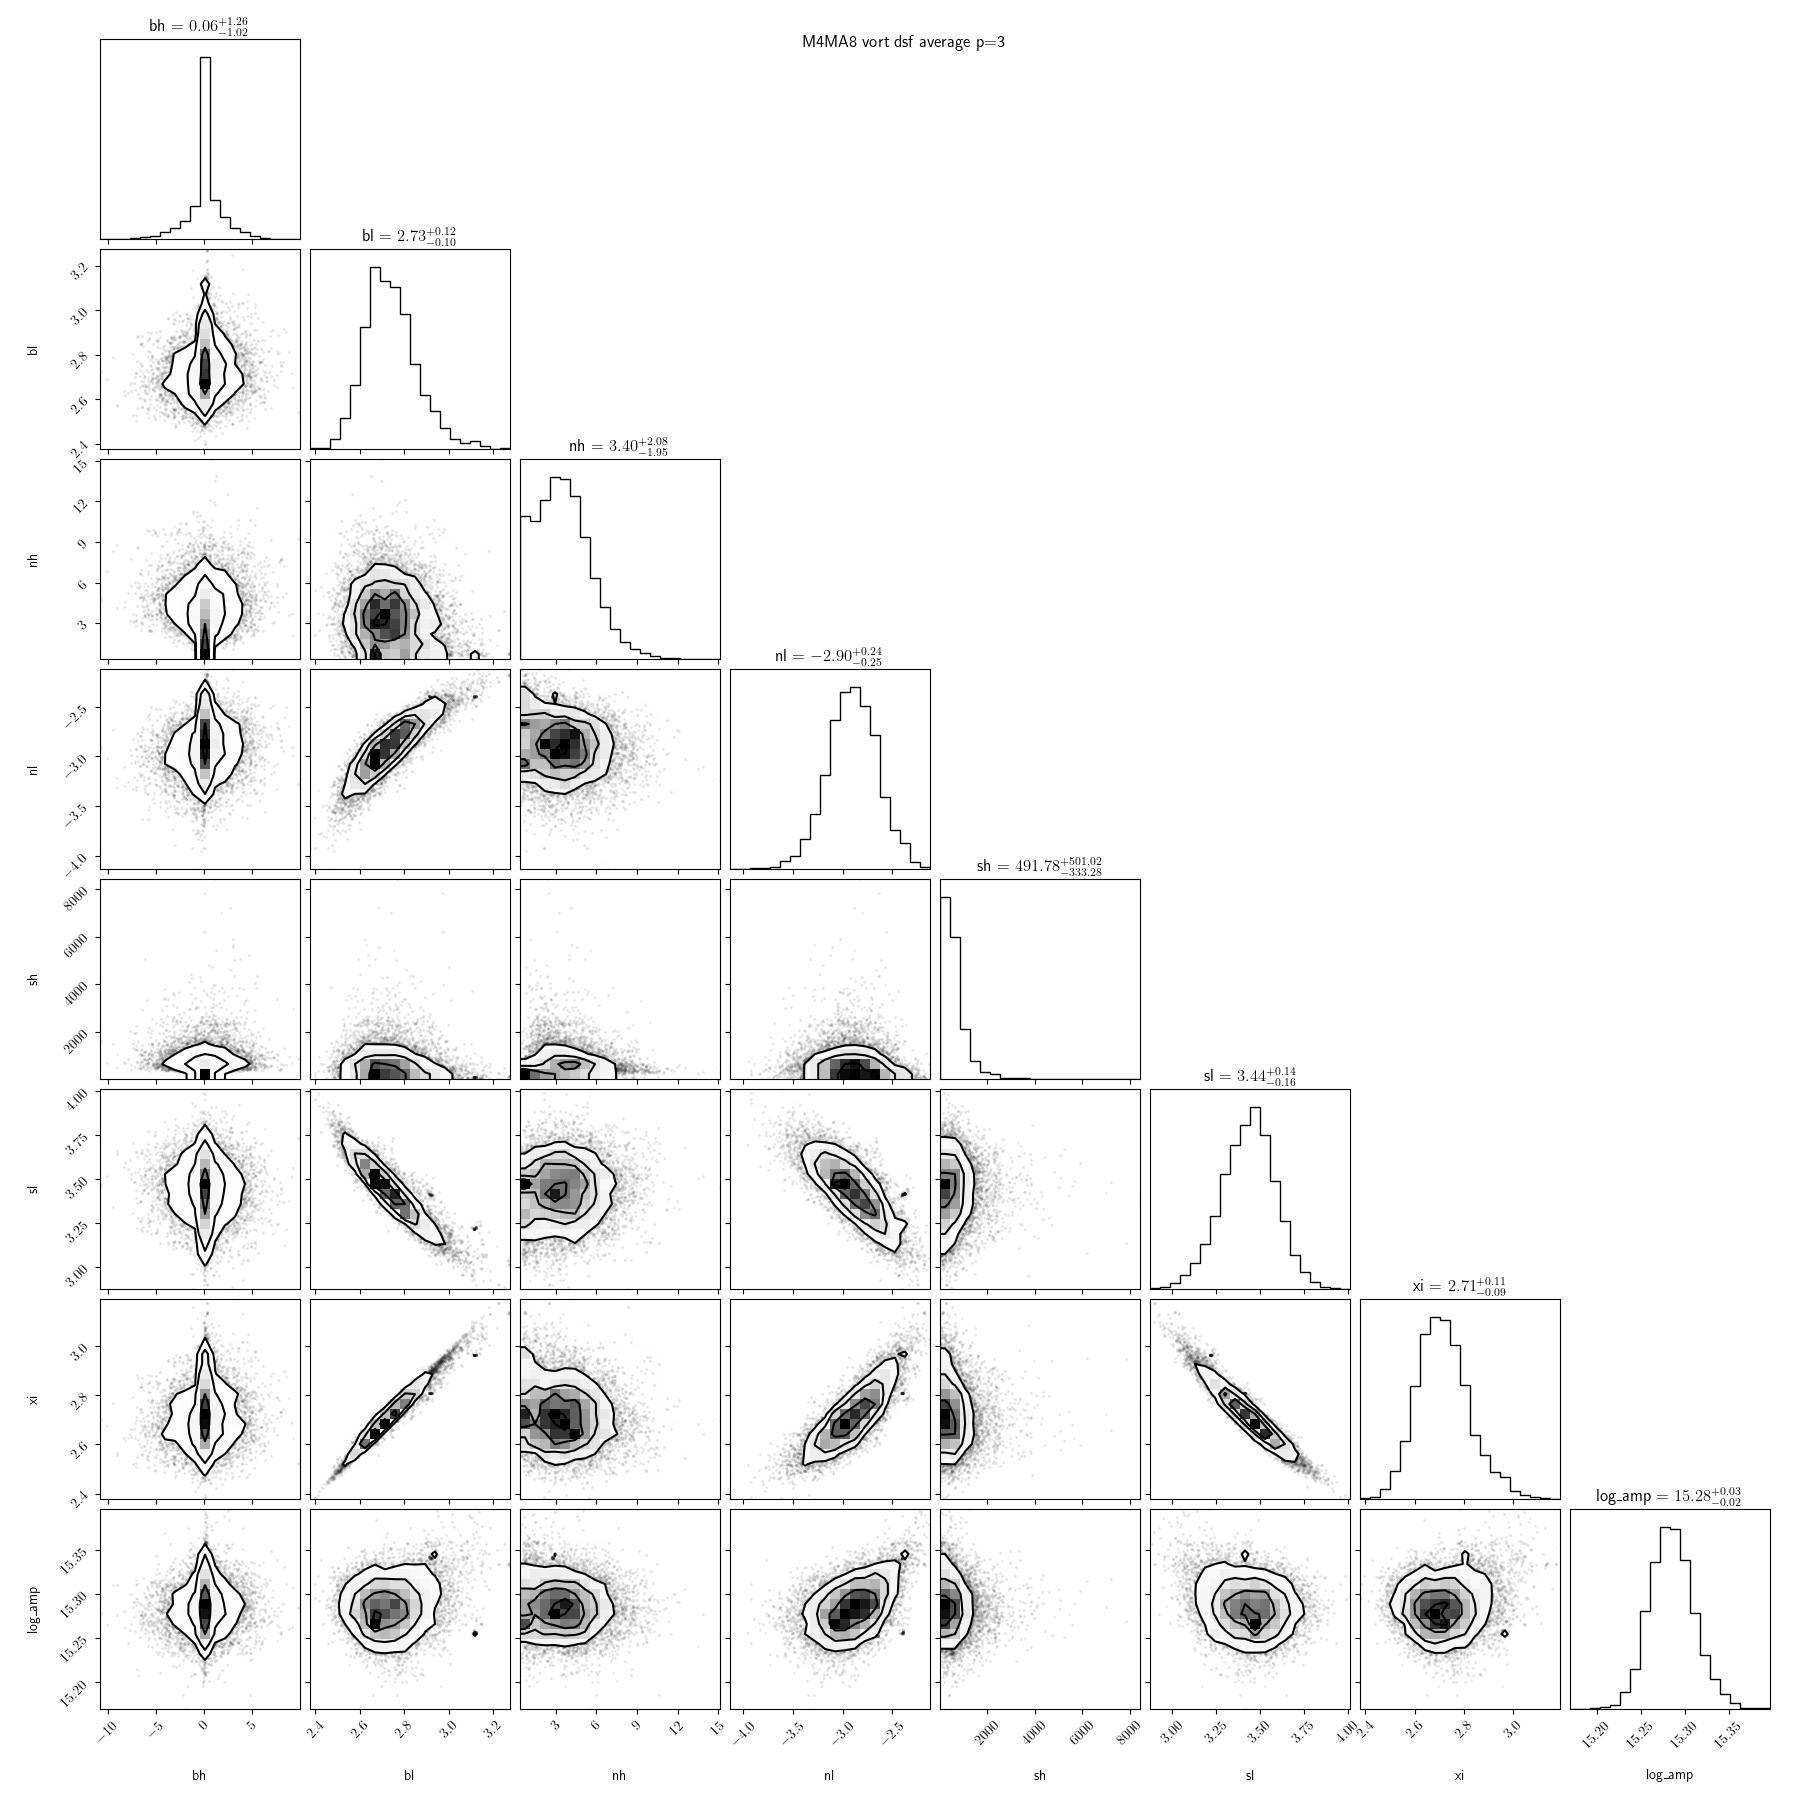 M4MA8 vort dsf average p=3
bh = 0.06 +1.26 −1.02
bl = 2.73 +0.12 −0.10
3.2
3.0
2.8
2.6
2.4
bl
nh = 3.40 +2.08 −1.95
15
12
9
6
3
nh
nl = −2.90 +0.24 −0.25
−2.5
−3.0
−3.5
−4.0
nl
sh = 491.78 +501.02 −333.28
8000
6000
4000
2000
sh
sl = 3.44 +0.14 −0.16
4.00
3.75
3.50
3.25
3.00
sl
xi = 2.71 +0.11 −0.09
3.0
2.8
2.6
2.4
xi
log_amp = 15.28 +0.03 −0.02
15.35
15.30
15.25
15.20
log_amp
−10 −5 0 5
2.4 2.6 2.8 3.0 3.2
3 6 9 12 15
−4.0 −3.5 −3.0 −2.5
2000 4000 6000 8000
3.00 3.25 3.50 3.75 4.00
2.4 2.6 2.8 3.0
15.20 15.25 15.30 15.35
bh bl nh nl sh sl xi log_amp